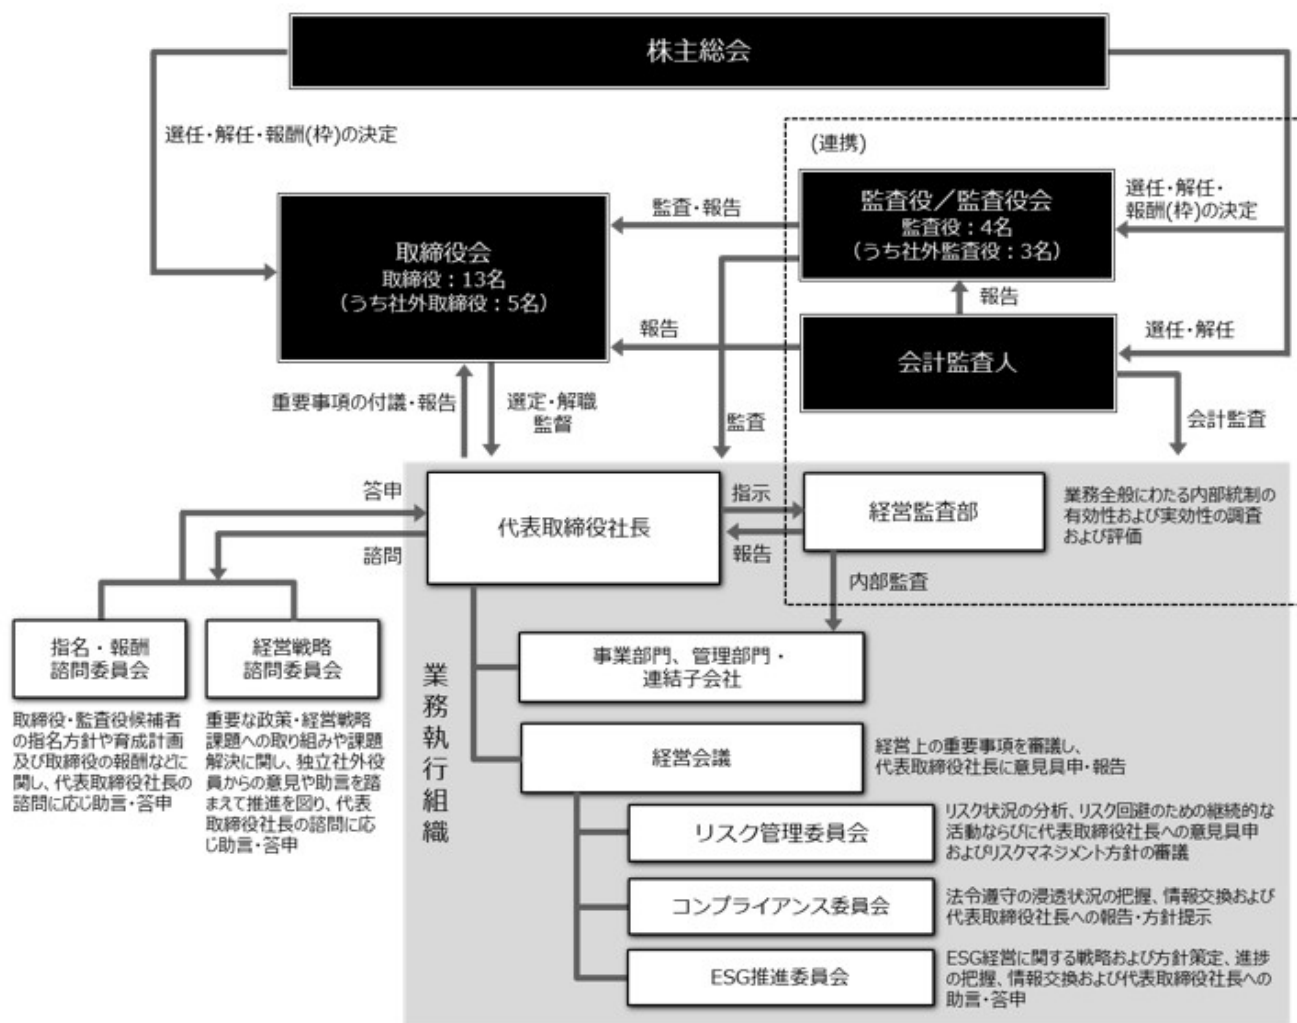 株主総会
選任・解任・報酬(枠)の決定
(連携)
監査役／監査役会
監査役：4名
(うち社外監査役：3名)
選任・解任・
報酬(枠)の決定
監査・報告
取締役会
取締役：13名
(うち社外取締役：5名)
報告
報告
会計監査人
選任・解任
重要事項の付議・報告
選定・解職
監督
監査
会計監査
答申
諮問
代表取締役社長
指示
報告
経営監査部
業務全般にわたる内部統制の
有効性および実効性の調査
および評価
内部監査
指名・報酬
諮問委員会
経営戦略
諮問委員会
取締役・監査役候補者
の指名方針や育成計画
及び取締役の報酬などに
関し、代表取締役社長の
諮問に応じ助言・答申
重要な政策・経営戦略
課題への取り組みや課題
解決に関し、独立社外役
員からの意見や助言を踏
まえて推進を図り、代表
取締役社長の諮問に応
じ助言・答申
業務執行組織
事業部門、管理部門・
連結子会社
経営会議
経営上の重要事項を審議し、
代表取締役社長に意見具申・報告
リスク管理委員会
リスク状況の分析、リスク回避のための継続的な
活動ならびに代表取締役社長への意見具申
およびリスクマネジメント方針の審議
コンプライアンス委員会
法令遵守の浸透状況の把握、情報交換および
代表取締役社長への報告・方針提示
ESG推進委員会
ESG経営に関する戦略および方針策定、進捗
の把握、情報交換および代表取締役社長への
助言・答申